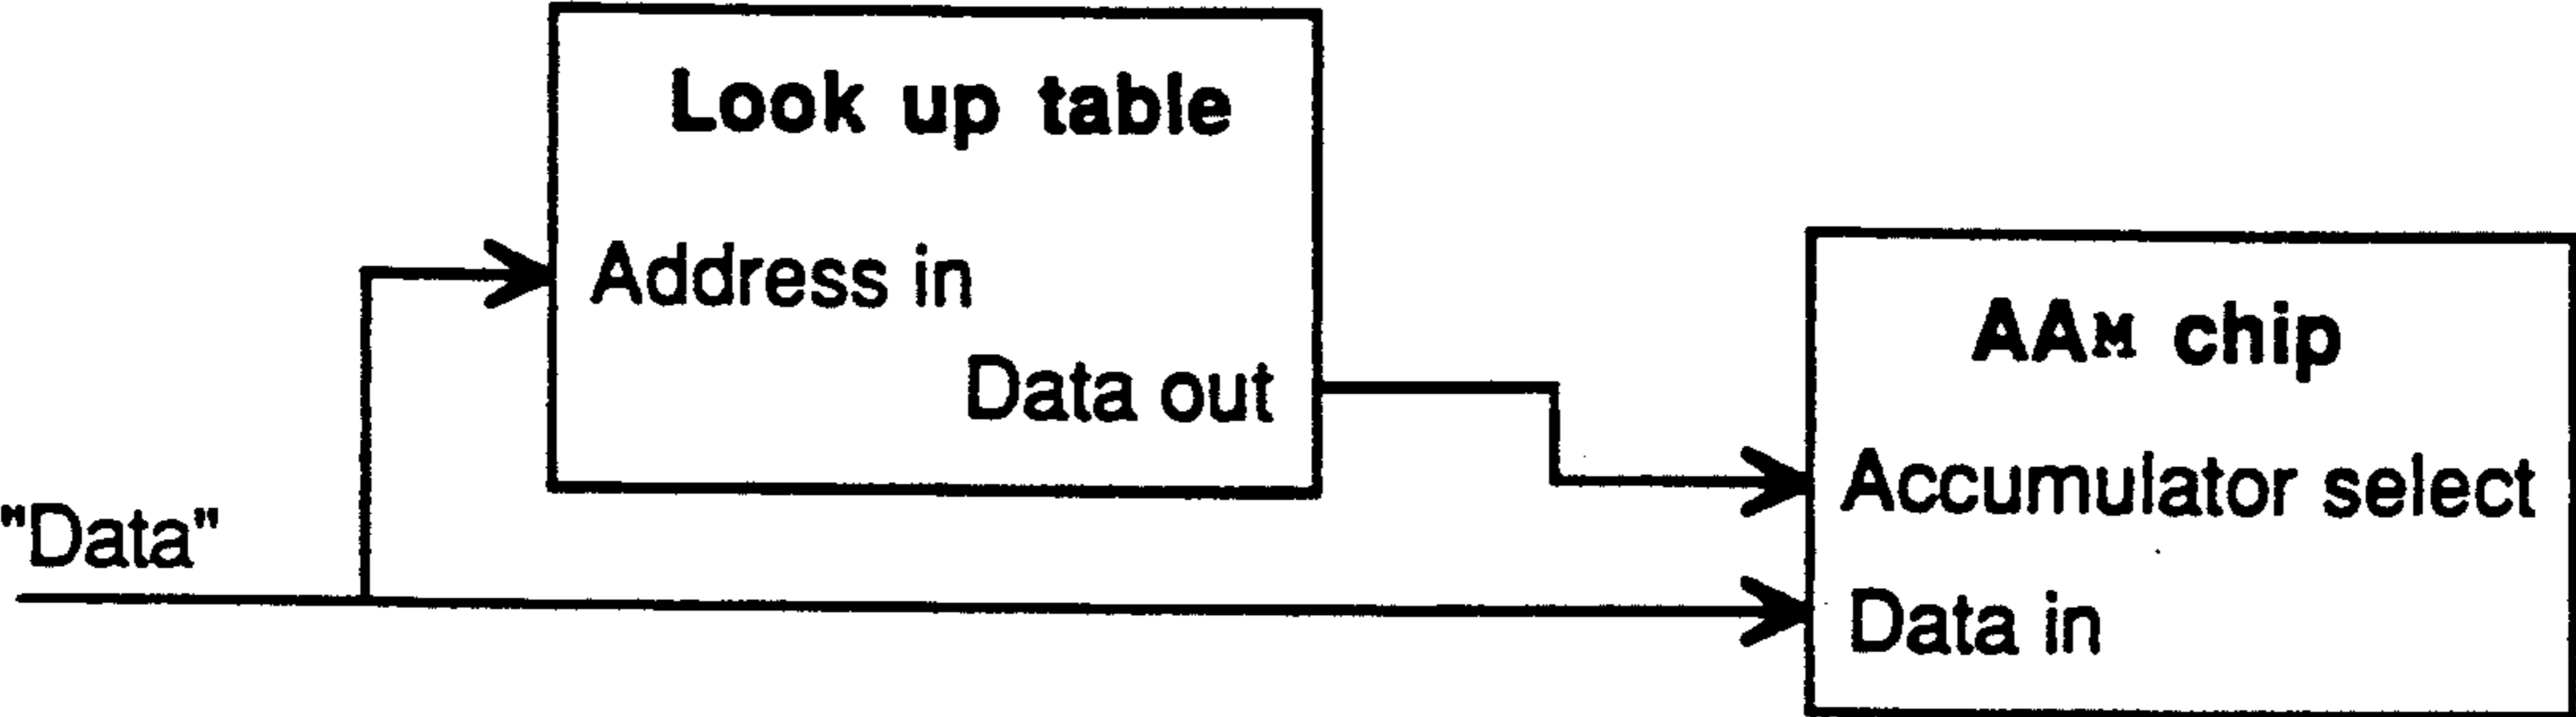 Look up table
Address in
Data out
AAM chip
Accumulator select
"Data"
Data in